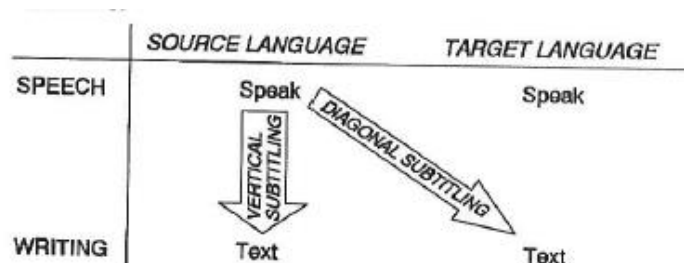 SOURCE LANGUAGE TARGET LANGUAGE
SPEECH Speak Speak
VERTICAL
SUBTITLING
DIAGONAL SUBTITLING
WRITING Text Text